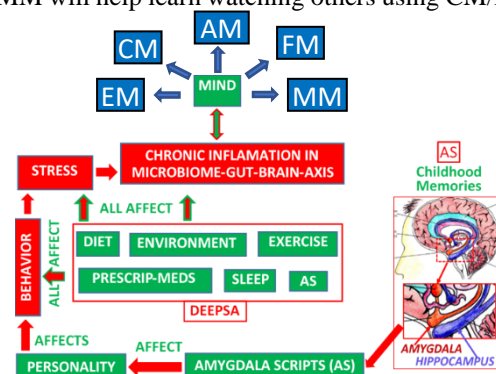 MM will help learn watching others using CM/
AM
CM
FM
EM
MIND
MM
CHRONIC INFLAMATION IN
MICROBIOME-GUT-BRAIN-AXIS
STRESS
AS
Childhood
Memories
ALL AFFECT
DIET
ENVIRONMENT
EXERCISE
PRESCRIP-MEDS
SLEEP
AS
DEEPSA
BEHAVIOR
ALL AFFECT
AFFECTS
PERSONALITY
AFFECT
AMYGDALA SCRIPTS (AS)
AMYGDALA
HIPPOCAMPUS